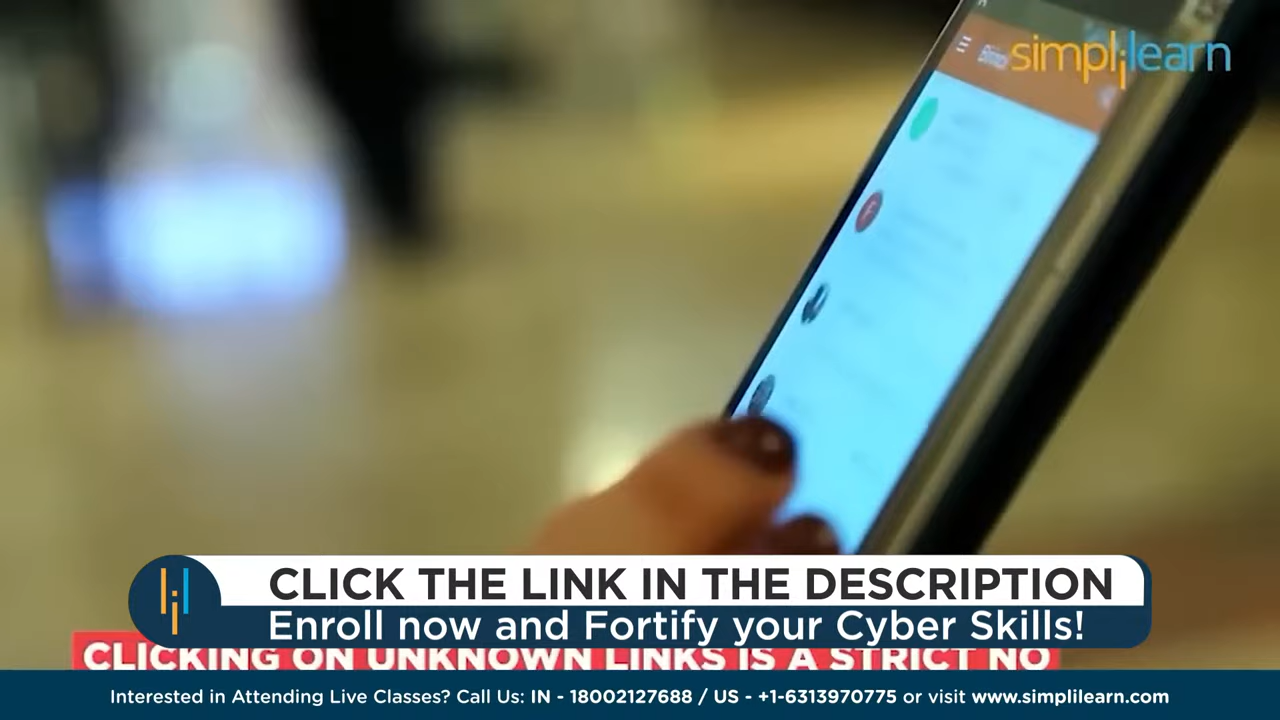 simplilearn
CLICK THE LINK IN THE DESCRIPTION
Enroll now and Fortify your Cyber Skills!
CLICKING ON UNKNOWN LINKS IS A STRICT NO
Interested in Attending Live Classes? Call Us: IN - 18002127688 / US - +1-6313970775 or visit www.simplilearn.com